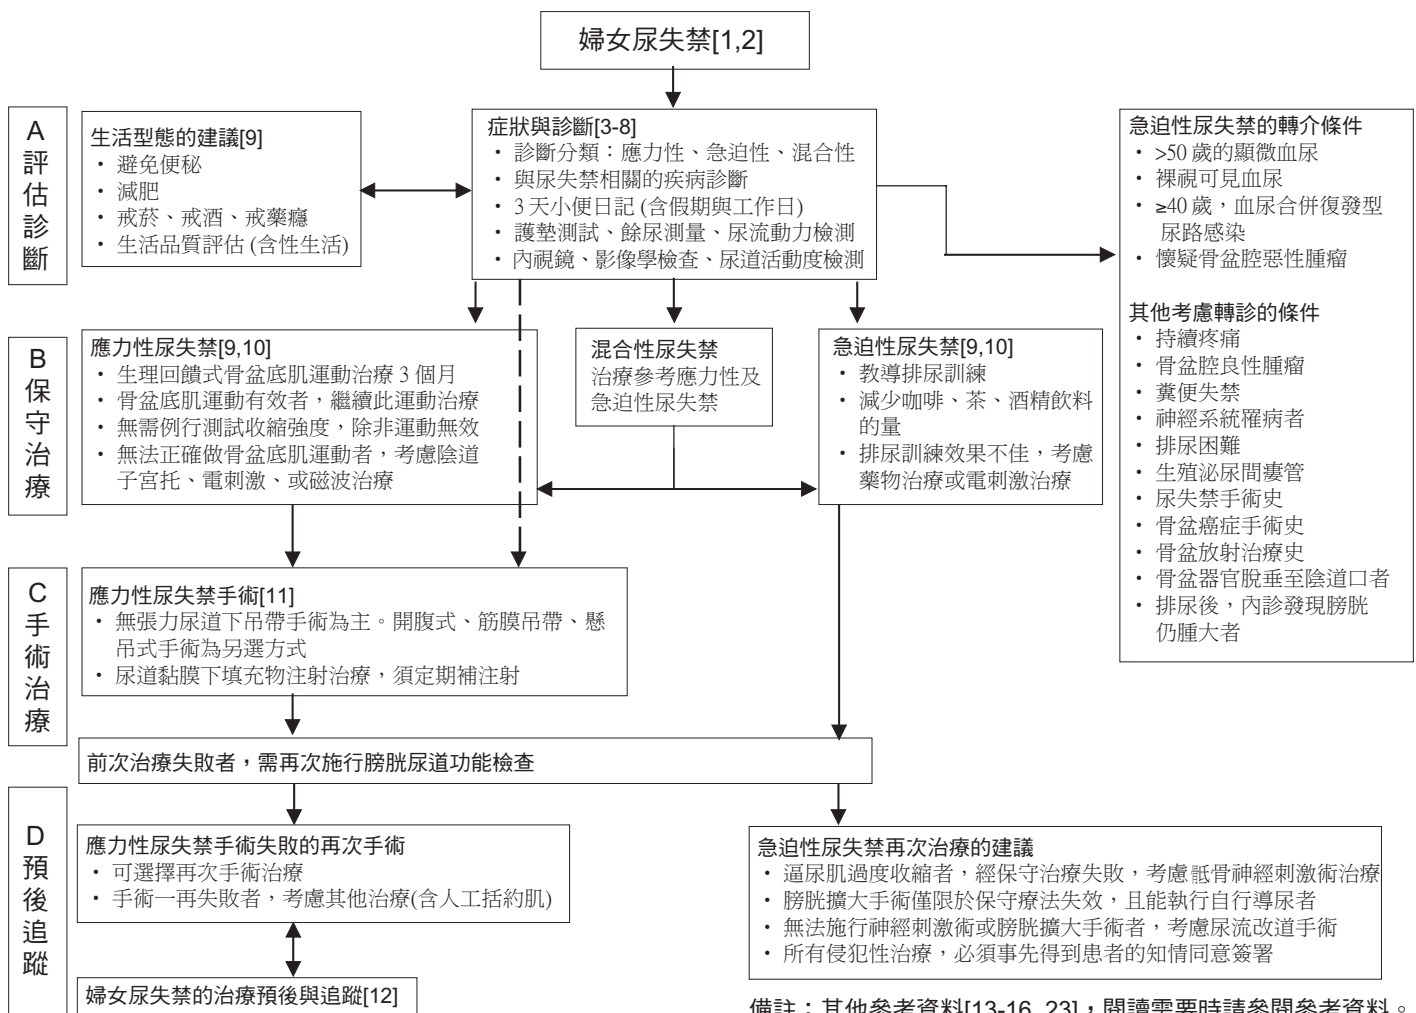 婦女尿失禁[1,2]
A
評
估
診
斷
生活型態的建議[9]
• 避免便秘
• 減肥
• 戒菸、戒酒、戒藥癮
• 生活品質評估 (含性生活)
症狀與診斷[3-8]
• 診斷分類：應力性、急迫性、混合性
• 與尿失禁相關的疾病診斷
• 3 天小便日記 (含假期與工作日)
• 護墊測試、餘尿測量、尿流動力檢測
• 內視鏡、影像學檢查、尿道活動度檢測
急迫性尿失禁的轉介條件
• >50 歲的顯微血尿
• 裸視可見血尿
• ≥40 歲，血尿合併復發型
尿路感染
• 懷疑骨盆腔惡性腫瘤
其他考慮轉診的條件
• 持續疼痛
• 骨盆腔良性腫瘤
• 糞便失禁
• 神經系統罹病者
• 排尿困難
• 生殖泌尿間瘻管
• 尿失禁手術史
• 骨盆癌症手術史
• 骨盆放射治療史
• 骨盆器官脫垂至陰道口者
• 排尿後，內診發現膀胱
仍腫大者
B
保
守
治
療
應力性尿失禁[9,10]
• 生理回饋式骨盆底肌運動治療 3 個月
• 骨盆底肌運動有效者，繼續此運動治療
• 無需例行測試收縮強度，除非運動無效
• 無法正確做骨盆底肌運動者，考慮陰道
子宮托、電刺激、或磁波治療
混合性尿失禁
治療參考應力性及
急迫性尿失禁
急迫性尿失禁[9,10]
• 教導排尿訓練
• 減少咖啡、茶、酒精飲料
的量
• 排尿訓練效果不佳，考慮
藥物治療或電刺激治療
C
手
術
治
療
應力性尿失禁手術[11]
• 無張力尿道下吊帶手術為主。開腹式、筋膜吊帶、懸
吊式手術為另選方式
• 尿道黏膜下填充物注射治療，須定期補注射
前次治療失敗者，需再次施行膀胱尿道功能檢查
D
預
後
追
蹤
應力性尿失禁手術失敗的再次手術
• 可選擇再次手術治療
• 手術一再失敗者，考慮其他治療(含人工括約肌)
婦女尿失禁的治療預後與追蹤[12]
急迫性尿失禁再次治療的建議
• 逼尿肌過度收縮者，經保守治療失敗，考慮骶骨神經刺激術治療
• 膀胱擴大手術僅限於保守療法失效，且能執行自行導尿者
• 無法施行神經刺激術或膀胱擴大手術者，考慮尿流改道手術
• 所有侵犯性治療，必須事先得到患者的知情同意簽署
備註：其他參考資料[13-16, 23]，閱讀需要時請參閱參考資料。